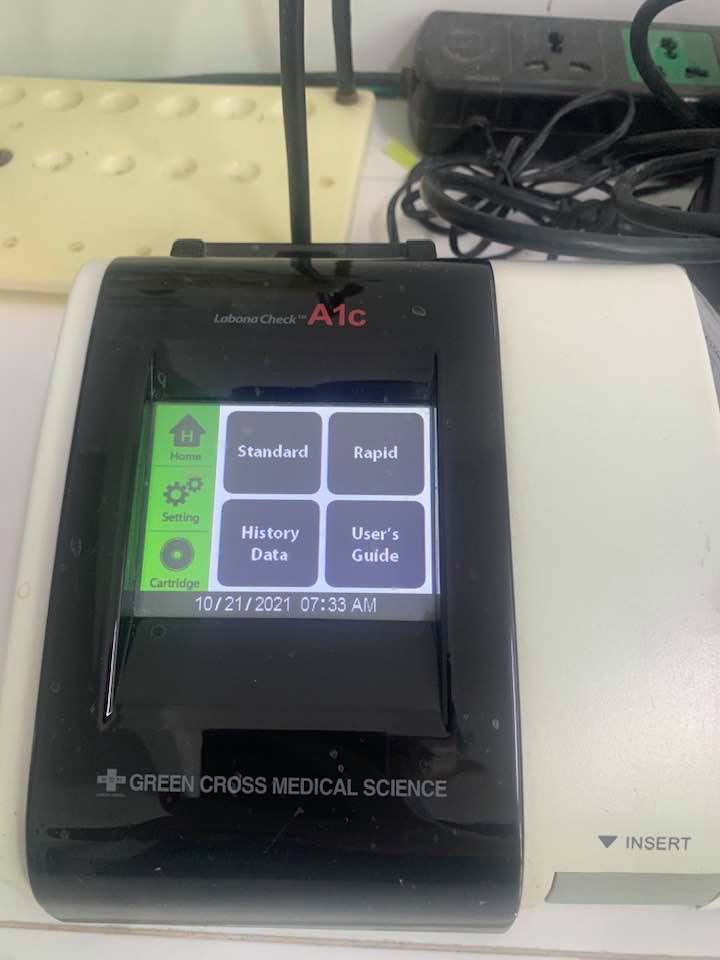 Labona Check™ A1c
H
Home
Setting
Cartridge
Standard
Rapid
History
Data
User's
Guide
10/21/2021 07:33 AM
GREEN CROSS MEDICAL SCIENCE
▼ INSERT